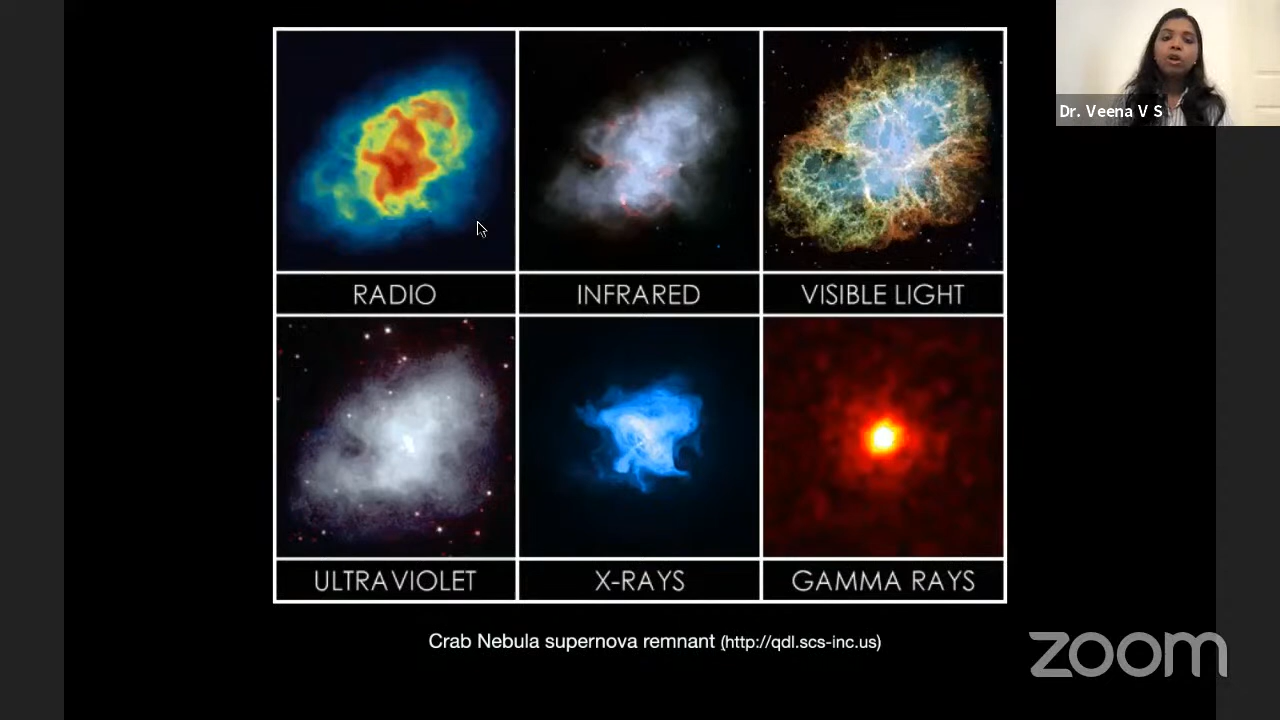 Dr. Veena V S
RADIO
INFRARED
VISIBLE LIGHT
ULTRAVIOLET
X-RAYS
GAMMA RAYS
Crab Nebula supernova remnant (http://qdl.scs-inc.us)
zoom